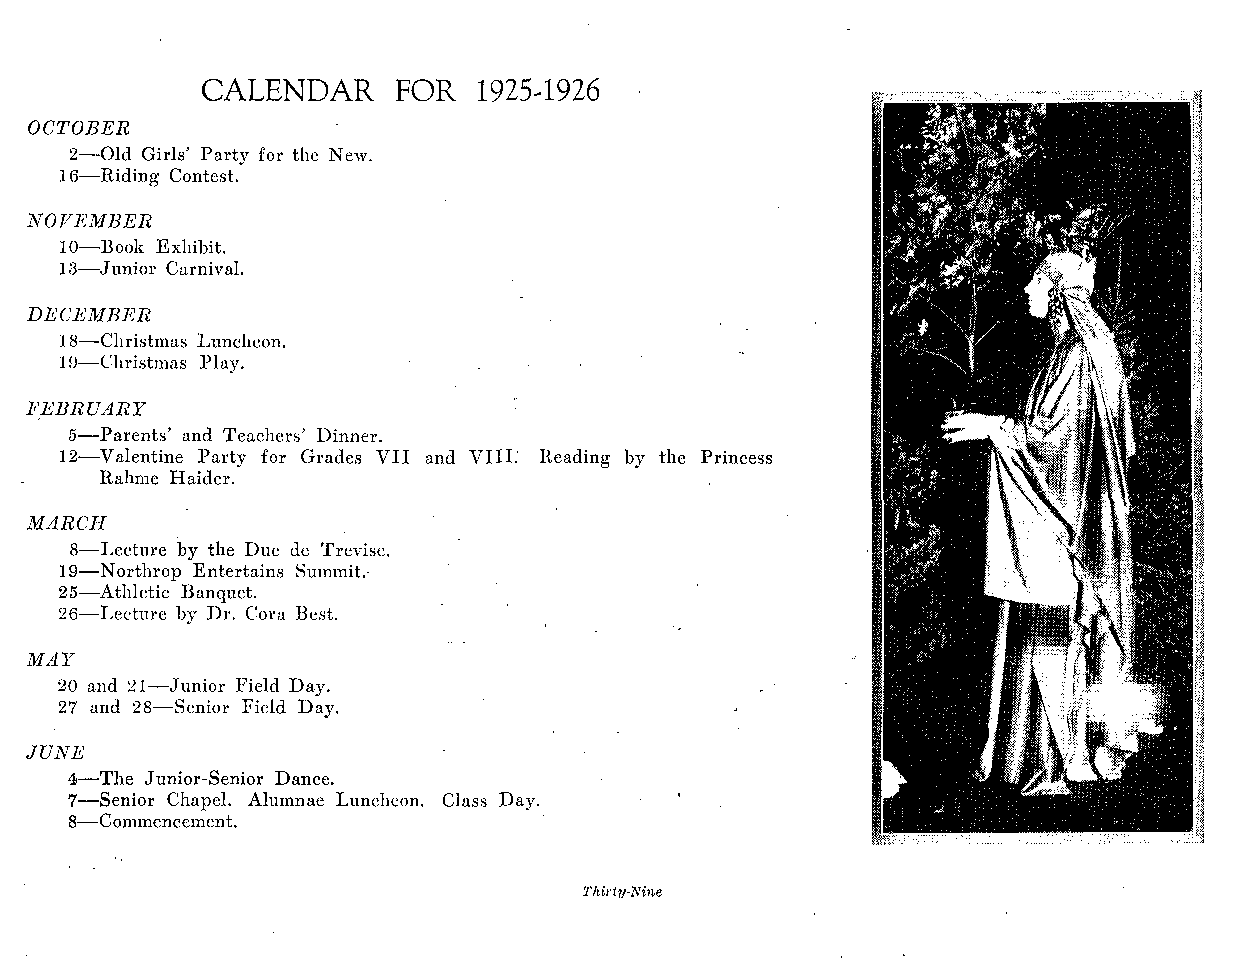 CALENDAR FOR 1925-1926
OCTOBER
2—Old Girls' Party for the New.
16—Riding Contest.
NOVEMBER
10—Book Exhibit.
13—Junior Carnival.
DECEMBER
18—Christmas Luncheon.
19—Christmas Play.
FEBRUARY
5—Parents' and Teachers' Dinner.
12—Valentine Party for Grades VII and VIII. Reading by the Princess
Rahme Haider.
MARCH
8—Lecture by the Duc de Trevise.
19—Northrop Entertains Summit.
25—Athletic Banquet.
26—Lecture by Dr. Cora Best.
MAY
20 and 21—Junior Field Day.
27 and 28—Senior Field Day.
JUNE
4—The Junior-Senior Dance.
7—Senior Chapel. Alumnae Luncheon. Class Day.
8—Commencement.
Thirty-Nine